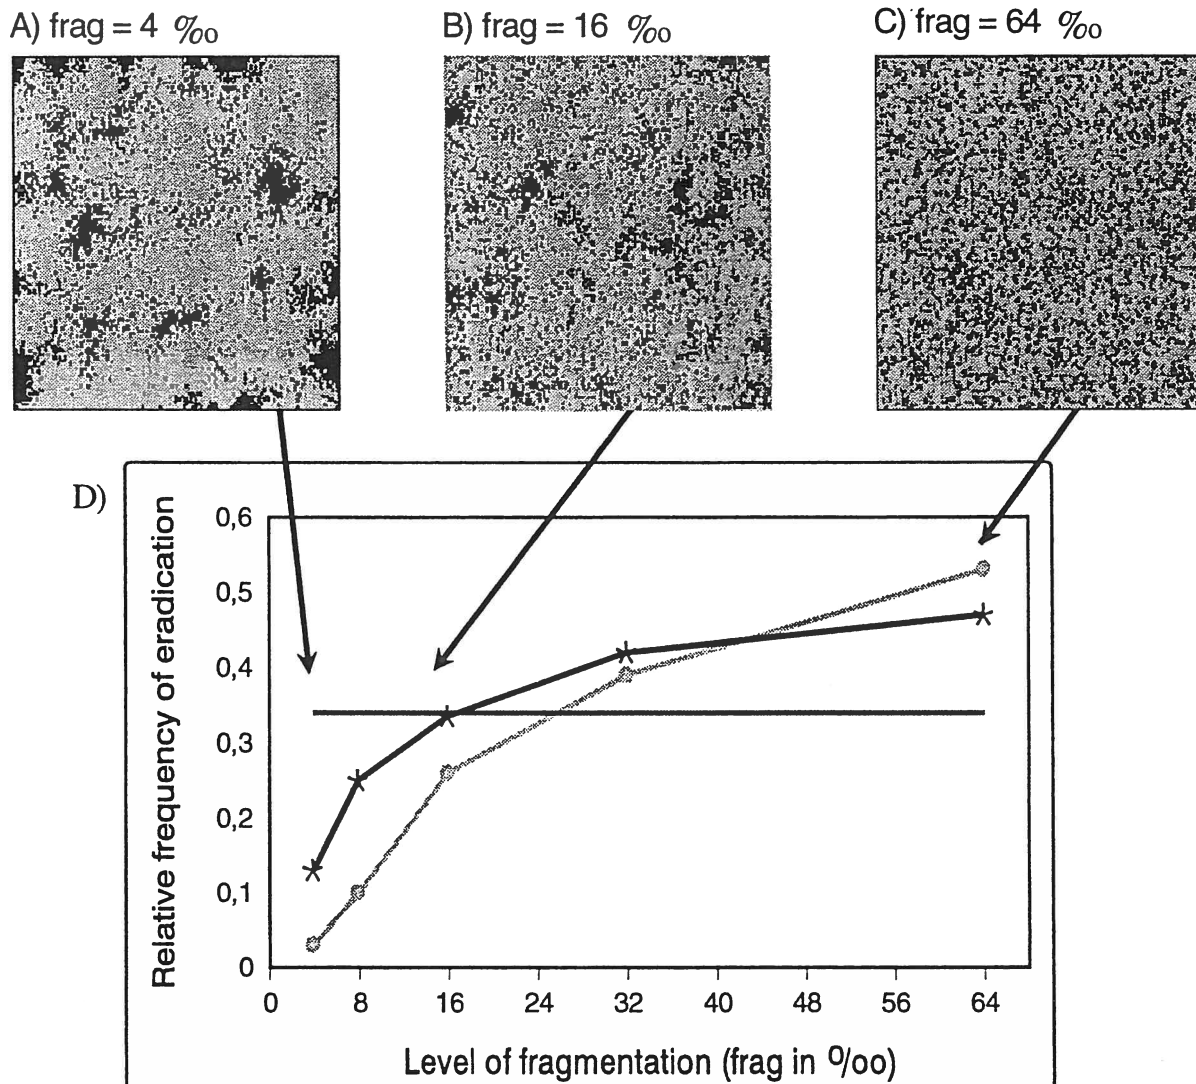 A) frag = 4 ‰
B) frag = 16 ‰
C) frag = 64 ‰
D)
Relative frequency of eradication
0,6
0,5
0,4
0,3
0,2
0,1
0
0 8 16 24 32 40 48 56 64
Level of fragmentation (frag in ‰)